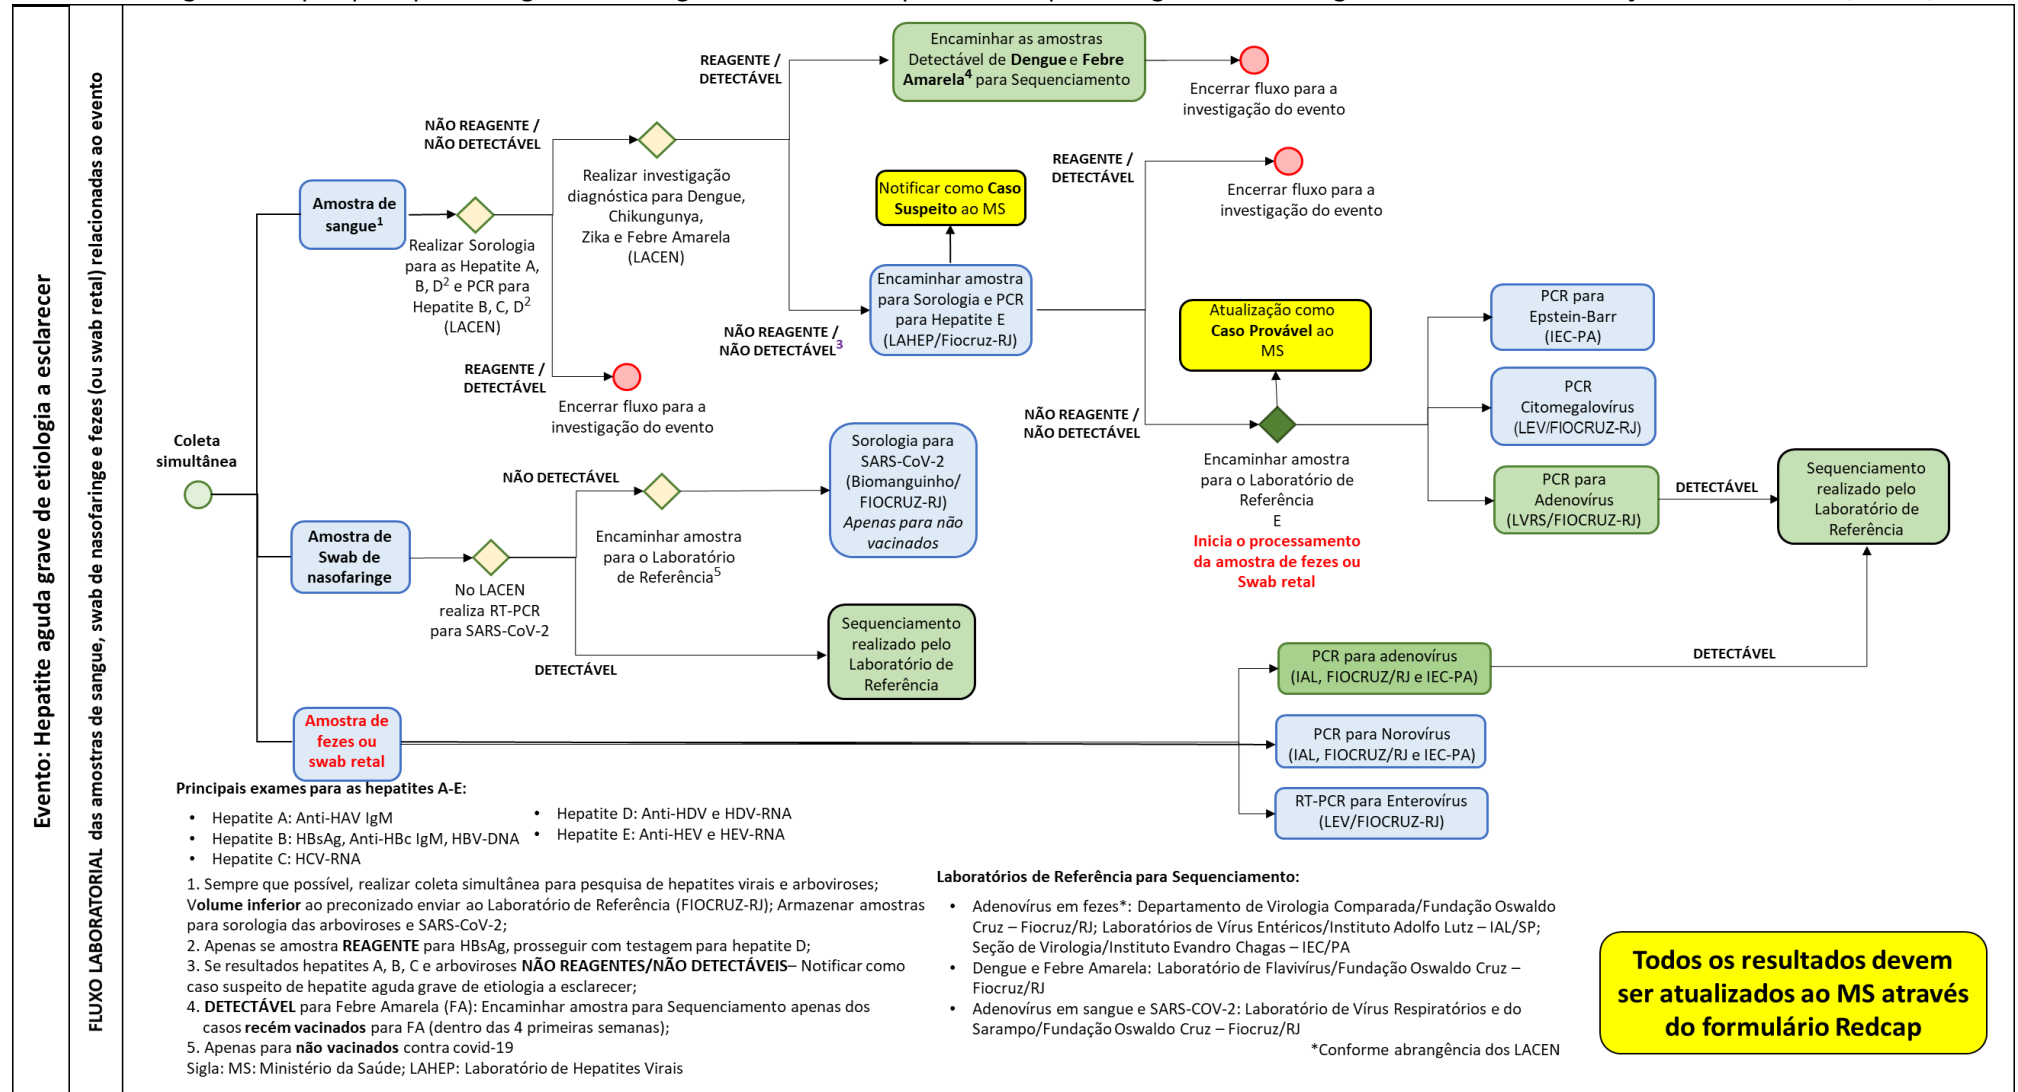 Evento: Hepatite aguda grave de etiologia a esclarecer
FLUXO LABORATORIAL das amostras de sangue, swab de nasofaringe e fezes (ou swab retal) relacionadas ao evento
Coleta
simultânea
Amostra de
sangue1
Realizar Sorologia
para as Hepatite A,
B, D2 e PCR para
Hepatite B, C, D2
(LACEN)
NÃO REAGENTE /
NÃO DETECTÁVEL
REAGENTE /
DETECTÁVEL
Encerrar fluxo para a
investigação do evento
Realizar investigação
diagnóstica para Dengue,
Chikungunya,
Zika e Febre Amarela
(LACEN)
REAGENTE /
DETECTÁVEL
Encaminhar as amostras
Detectável de Dengue e Febre
Amarela4 para Sequenciamento
Encerrar fluxo para a
investigação do evento
NÃO REAGENTE /
NÃO DETECTÁVEL3
Notificar como Caso
Suspeito ao MS
Encaminhar amostra
para Sorologia e PCR
para Hepatite E
(LAHEP/Fiocruz-RJ)
REAGENTE /
DETECTÁVEL
Encerrar fluxo para a
investigação do evento
NÃO REAGENTE /
NÃO DETECTÁVEL
Atualização como
Caso Provável ao
MS
Encaminhar amostra
para o Laboratório de
Referência
E
Inicia o processamento
da amostra de fezes ou
Swab retal
PCR para
Epstein-Barr
(IEC-PA)
PCR
Citomegalovírus
(LEV/FIOCRUZ-RJ)
PCR para
Adenovírus
(LVRS/FIOCRUZ-RJ)
DETECTÁVEL
Sequenciamento
realizado pelo
Laboratório de
Referência
Amostra de
Swab de
nasofaringe
No LACEN
realiza RT-PCR
para SARS-CoV-2
NÃO DETECTÁVEL
Encaminhar amostra
para o Laboratório
de Referência5
Sorologia para
SARS-CoV-2
(Biomanguinho/
FIOCRUZ-RJ)
Apenas para não
vacinados
DETECTÁVEL
Sequenciamento
realizado pelo
Laboratório de
Referência
Amostra de
fezes ou
swab retal
PCR para adenovírus
(IAL, FIOCRUZ/RJ e IEC-PA)
DETECTÁVEL
PCR para Norovírus
(IAL, FIOCRUZ/RJ e IEC-PA)
RT-PCR para Enterovírus
(LEV/FIOCRUZ-RJ)
Principais exames para as hepatites A-E:
• Hepatite A: Anti-HAV IgM
• Hepatite B: HBsAg, Anti-HBc IgM, HBV-DNA
• Hepatite C: HCV-RNA
• Hepatite D: Anti-HDV e HDV-RNA
• Hepatite E: Anti-HEV e HEV-RNA
1. Sempre que possível, realizar coleta simultânea para pesquisa de hepatites virais e arboviroses;
Volume inferior ao preconizado enviar ao Laboratório de Referência (FIOCRUZ-RJ); Armazenar amostras
para sorologia das arboviroses e SARS-CoV-2;
2. Apenas se amostra REAGENTE para HBsAg, prosseguir com testagem para hepatite D;
3. Se resultados hepatites A, B, C e arboviroses NÃO REAGENTES/NÃO DETECTÁVEIS– Notificar como
caso suspeito de hepatite aguda grave de etiologia a esclarecer;
4. DETECTÁVEL para Febre Amarela (FA): Encaminhar amostra para Sequenciamento apenas dos
casos recém vacinados para FA (dentro das 4 primeiras semanas);
5. Apenas para não vacinados contra covid-19
Sigla: MS: Ministério da Saúde; LAHEP: Laboratório de Hepatites Virais
Laboratórios de Referência para Sequenciamento:
• Adenovírus em fezes*: Departamento de Virologia Comparada/Fundação Oswaldo
Cruz – Fiocruz/RJ; Laboratórios de Vírus Entéricos/Instituto Adolfo Lutz – IAL/SP;
Seção de Virologia/Instituto Evandro Chagas – IEC/PA
• Dengue e Febre Amarela: Laboratório de Flavivírus/Fundação Oswaldo Cruz –
Fiocruz/RJ
• Adenovírus em sangue e SARS-COV-2: Laboratório de Vírus Respiratórios e do
Sarampo/Fundação Oswaldo Cruz – Fiocruz/RJ
*Conforme abrangência dos LACEN
Todos os resultados devem
ser atualizados ao MS através
do formulário Redcap